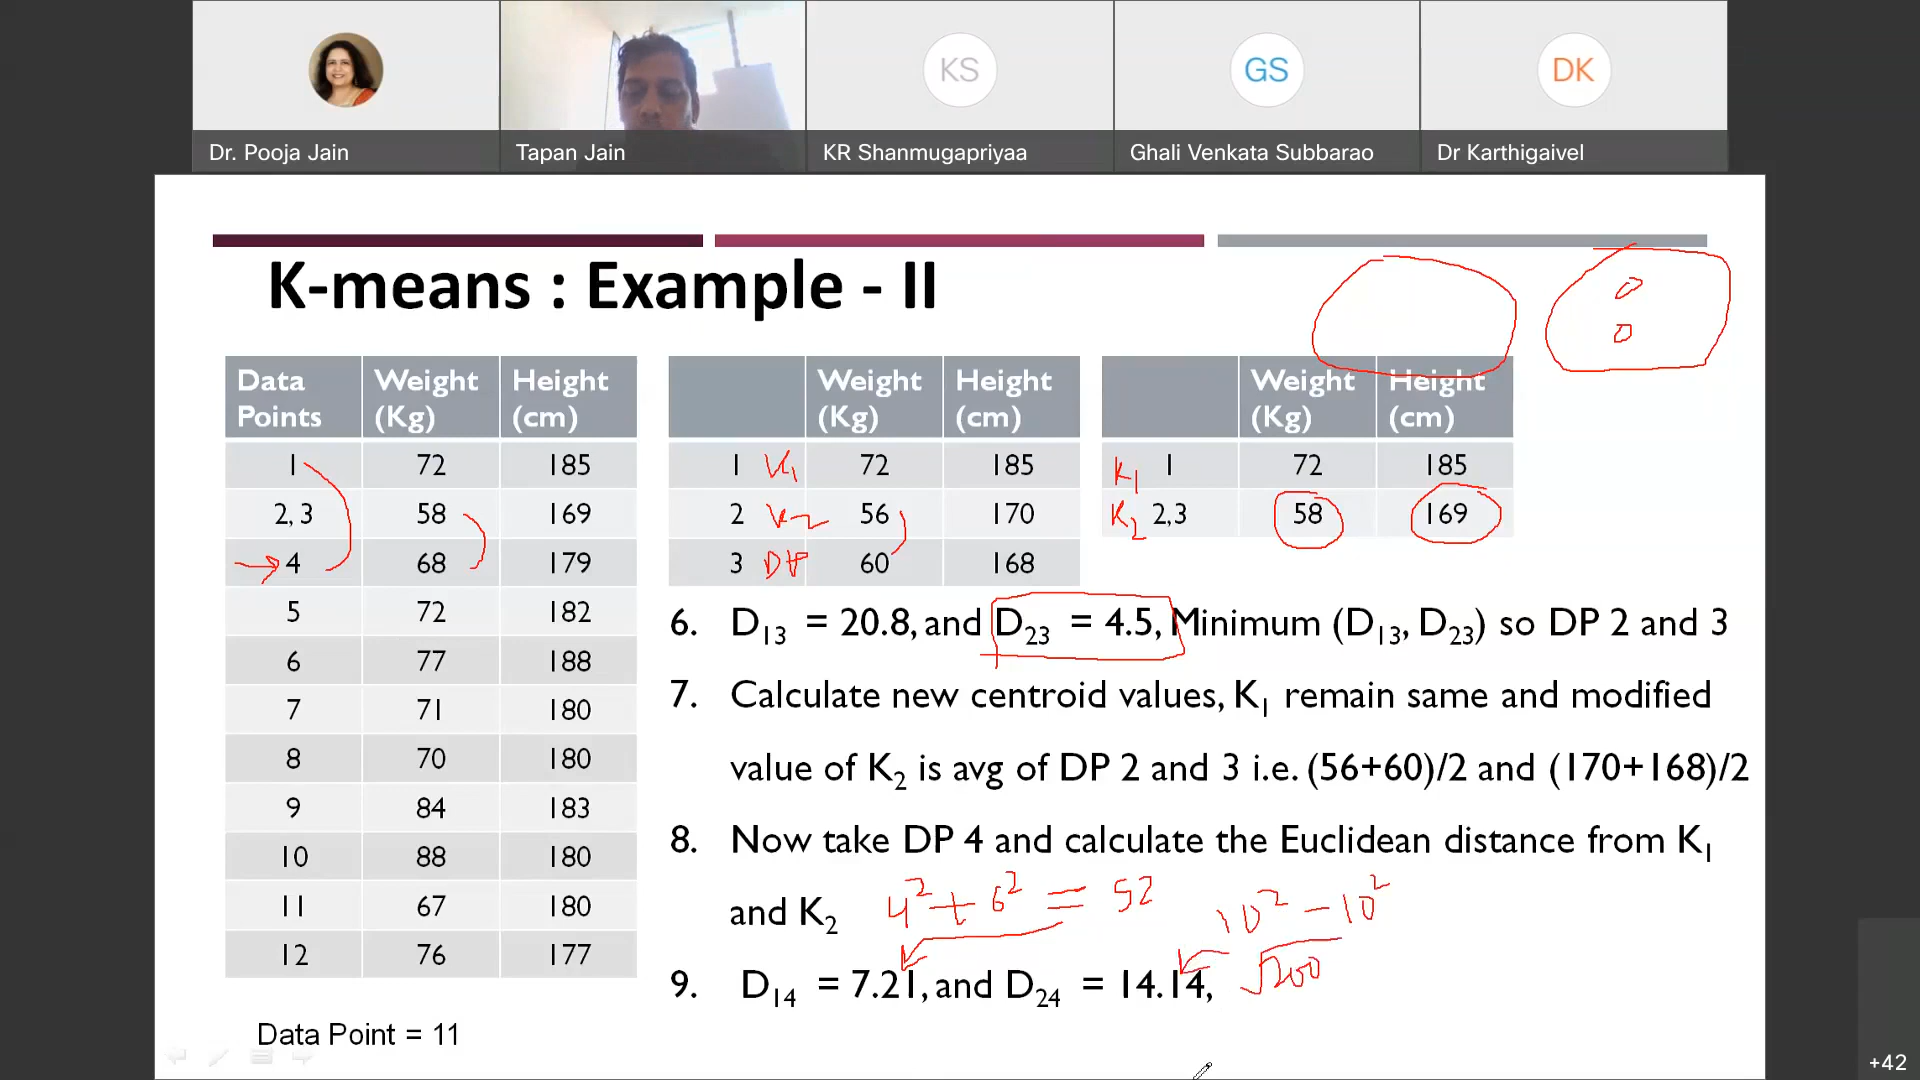 KS
GS
DK
Dr. Pooja Jain
Tapan Jain
KR Shanmugapriyaa
Ghali Venkata Subbarao
Dr Karthigaivel
K-means : Example - II
Data Points Weight (Kg) Height (cm)
1 72 185
2, 3 58 169
4 68 179
5 72 182
6 77 188
7 71 180
8 70 180
9 84 183
10 88 180
11 67 180
12 76 177
Data Point = 11
Weight (Kg) Height (cm)
1 K₁ 72 185
2 K2 56 170
3 DP 60 168
Weight (Kg) Height (cm)
K₁ 1 72 185
K₂ 2,3 58 169
0
0
6. D₁₃ = 20.8, and D₂₃ = 4.5, Minimum (D₁₃, D₂₃) so DP 2 and 3
7. Calculate new centroid values, K₁ remain same and modified
value of K₂ is avg of DP 2 and 3 i.e. (56+60)/2 and (170+168)/2
8. Now take DP 4 and calculate the Euclidean distance from K₁
and K₂ 4² + 6² = 52 10² – 10²
√200
9. D₁₄ = 7.21, and D₂₄ = 14.14,
+42